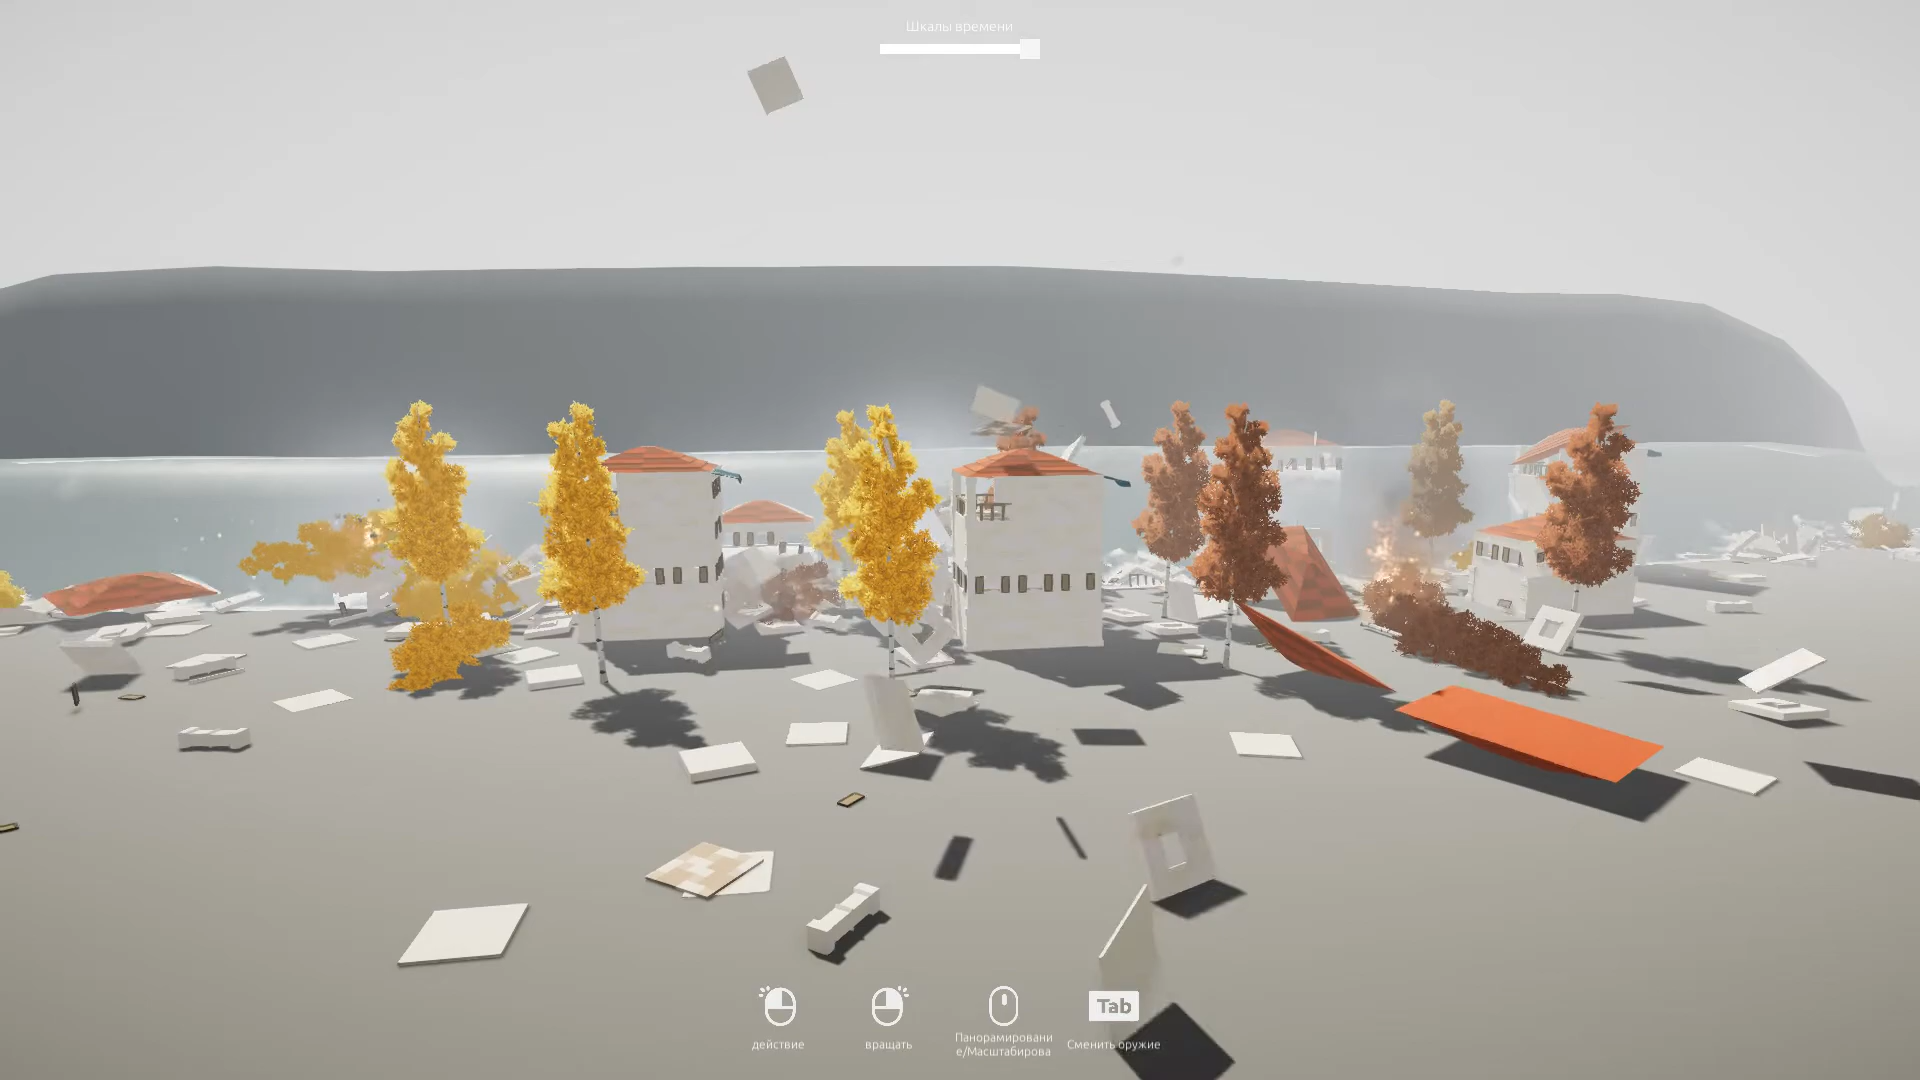 Шкалы времени
действие
вращать
Панорамировани
е/Масштабирова
Tab
Сменить оружие